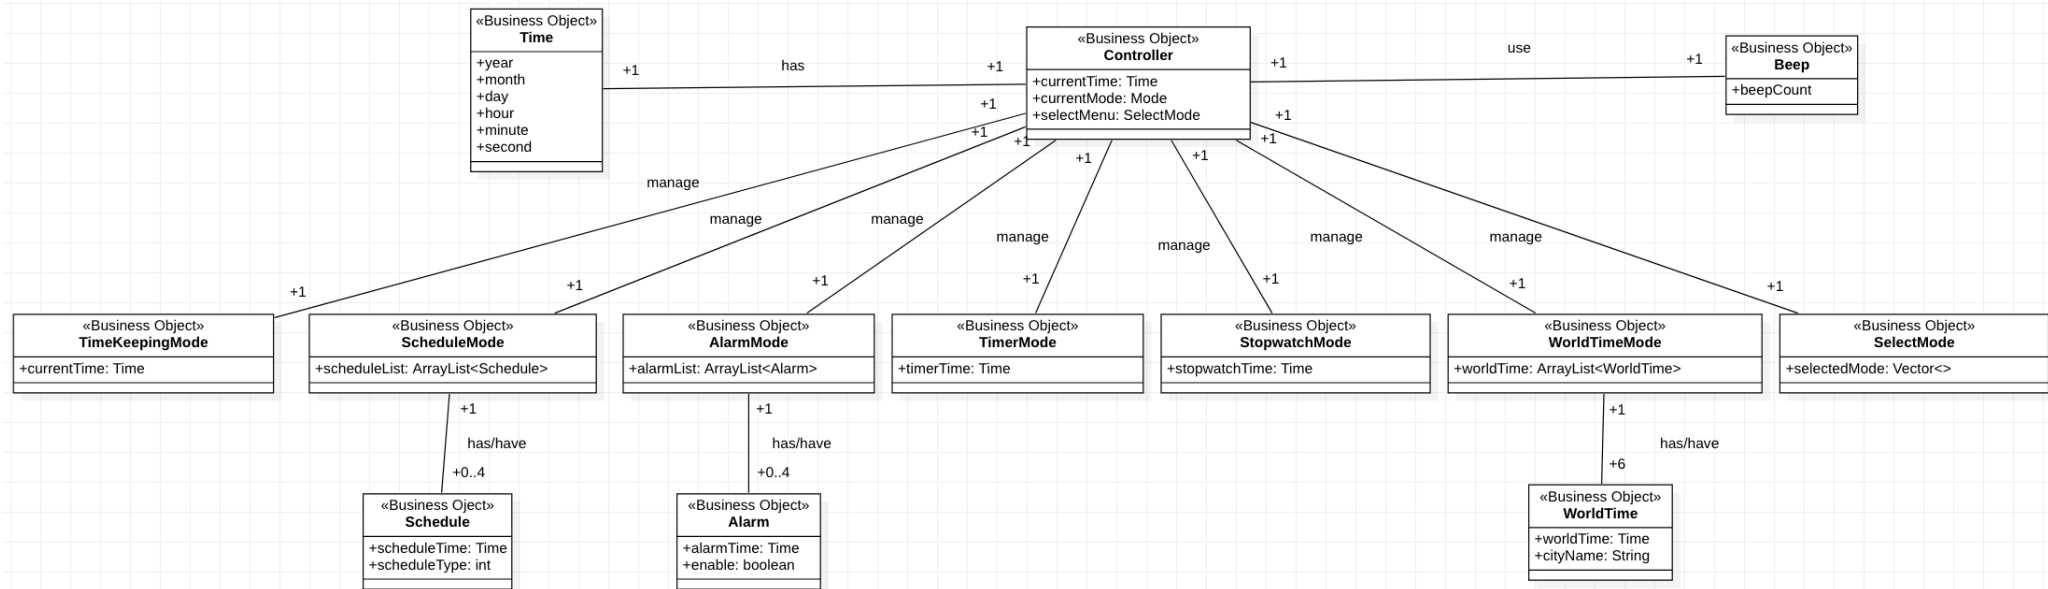 «Business Object»
Time
+year
+month
+day
+hour
+minute
+second
+1
has
+1
«Business Object»
Controller
+currentTime: Time
+currentMode: Mode
+selectMenu: SelectMode
+1
use
+1
«Business Object»
Beep
+beepCount
+1
+1
+1
+1
+1
+1
+1
manage
manage
manage
manage
manage
manage
manage
+1
+1
+1
+1
+1
+1
+1
«Business Object»
TimeKeepingMode
+currentTime: Time
«Business Object»
ScheduleMode
+scheduleList: ArrayList<Schedule>
«Business Object»
AlarmMode
+alarmList: ArrayList<Alarm>
«Business Object»
TimerMode
+timerTime: Time
«Business Object»
StopwatchMode
+stopwatchTime: Time
«Business Object»
WorldTimeMode
+worldTime: ArrayList<WorldTime>
«Business Object»
SelectMode
+selectedMode: Vector<>
+1
has/have
+0..4
+1
has/have
+0..4
+1
has/have
+6
«Business Oject»
Schedule
+scheduleTime: Time
+scheduleType: int
«Business Object»
Alarm
+alarmTime: Time
+enable: boolean
«Business Object»
WorldTime
+worldTime: Time
+cityName: String